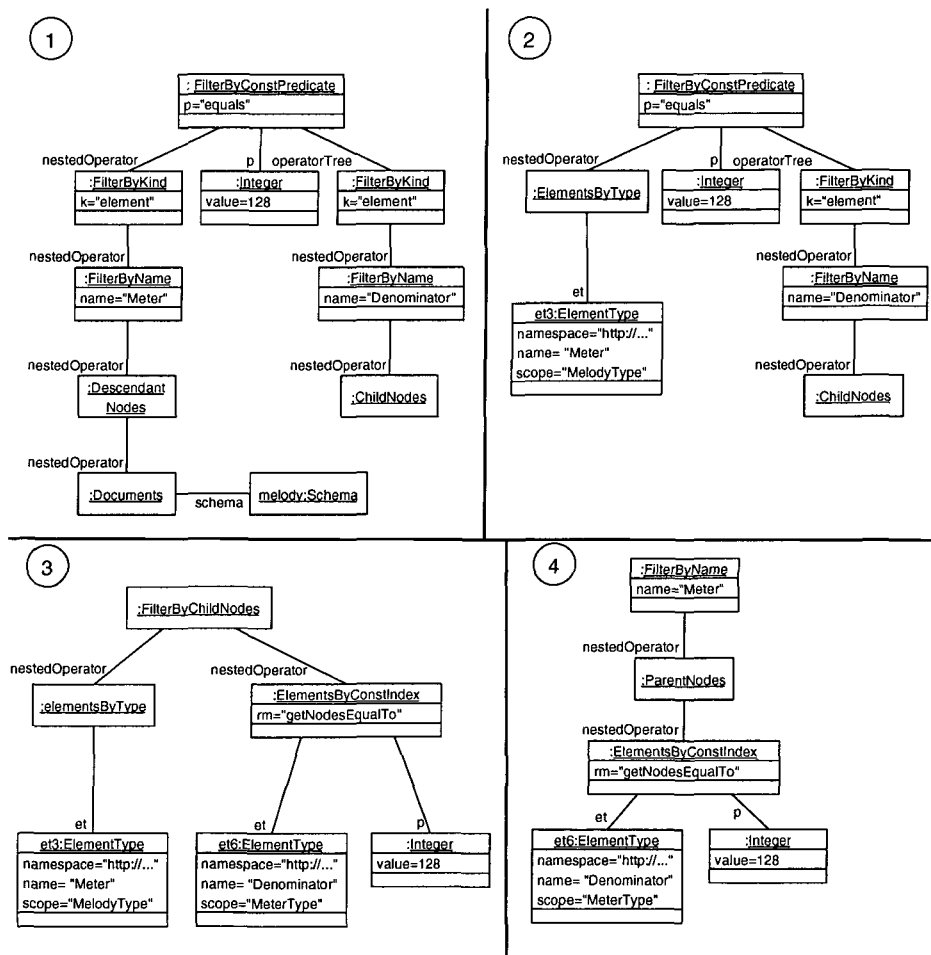 1
: FilterByConstPredicate
p="equals"
nestedOperator
p
operatorTree
:FilterByKind
k="element"
:Integer
value=128
:FilterByKind
k="element"
nestedOperator
nestedOperator
:FilterByName
name="Meter"
:FilterByName
name="Denominator"
nestedOperator
nestedOperator
:Descendant
Nodes
:ChildNodes
nestedOperator
:Documents
schema
melody:Schema
2
: FilterByConstPredicate
p="equals"
nestedOperator
p
operatorTree
:ElementsByType
:Integer
value=128
:FilterByKind
k="element"
nestedOperator
:FilterByName
name="Denominator"
et
et3:ElementType
namespace="http://..."
name= "Meter"
scope="MelodyType"
nestedOperator
:ChildNodes
3
:FilterByChildNodes
nestedOperator
nestedOperator
:elementsByType
:ElementsByConstIndex
rm="getNodesEqualTo"
et
et
p
et3:ElementType
namespace="http://..."
name= "Meter"
scope="MelodyType"
et6:ElementType
namespace="http://..."
name= "Denominator"
scope="MeterType"
:Integer
value=128
4
:FilterByName
name="Meter"
nestedOperator
:ParentNodes
nestedOperator
:ElementsByConstIndex
rm="getNodesEqualTo"
et
p
et6:ElementType
namespace="http://..."
name= "Denominator"
scope="MeterType"
:Integer
value=128